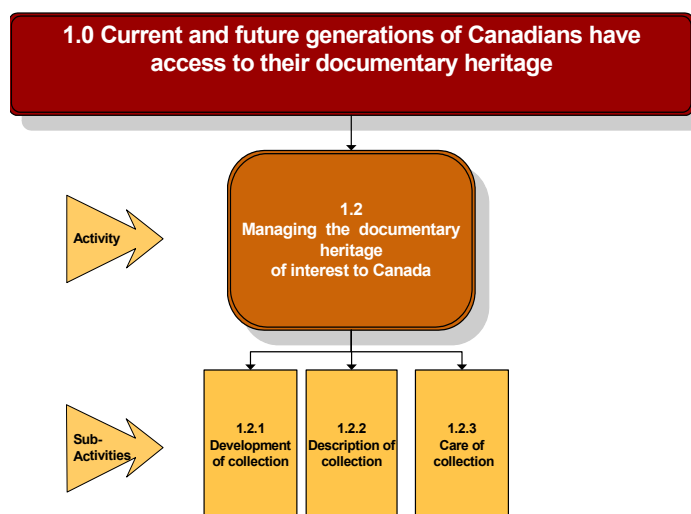 1.0 Current and future generations of Canadians have
access to their documentary heritage
1.2
Managing the documentary
heritage
of interest to Canada
Activity
Sub-
Activities
1.2.1
Development
of collection
1.2.2
Description of
collection
1.2.3
Care of
collection